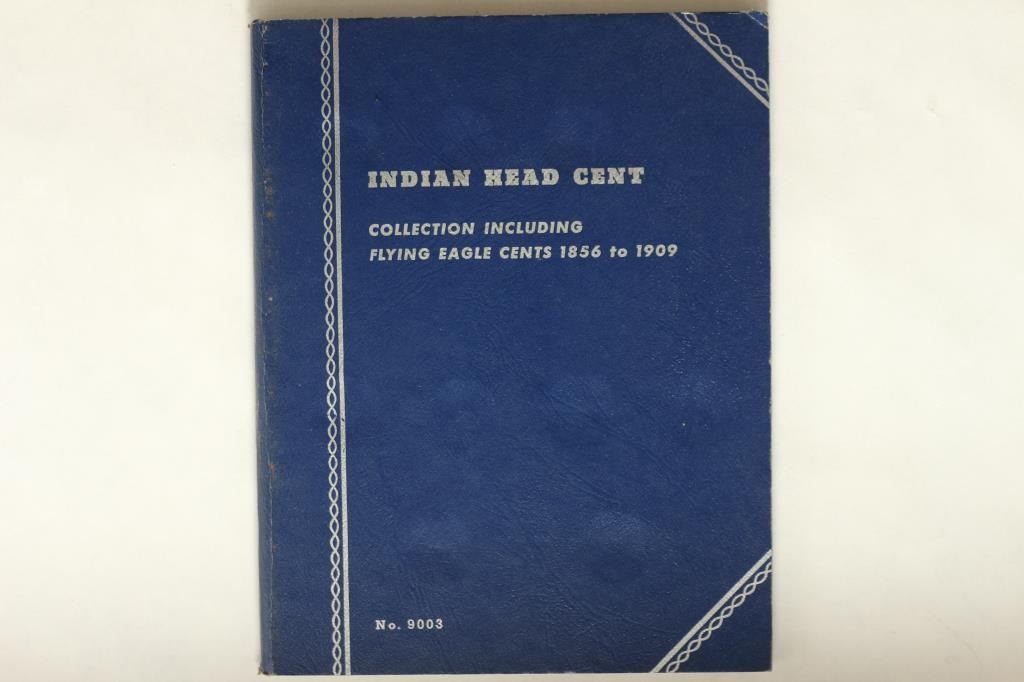 INDIAN HEAD CENT
COLLECTION INCLUDING
FLYING EAGLE CENTS 1856 to 1909
No. 9003